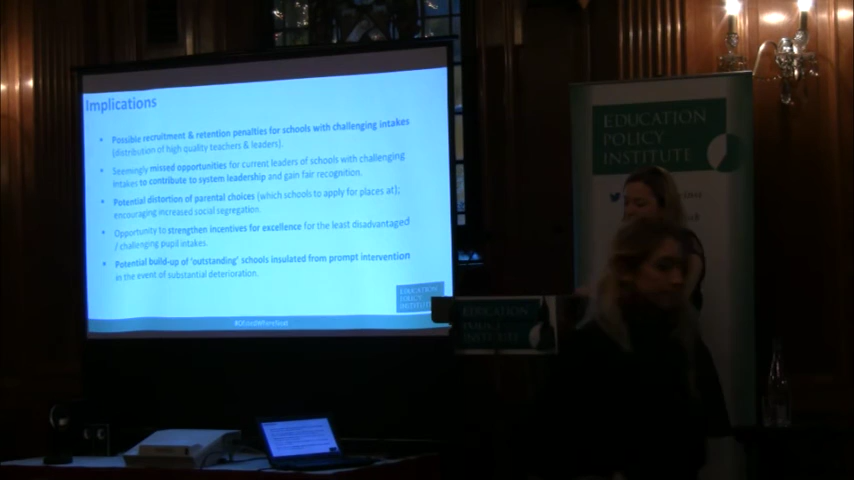 Implications
• Possible recruitment & retention penalties for schools with challenging intakes
(distribution of high quality teachers & leaders).
• Seemingly missed opportunities for current leaders of schools with challenging
intakes to contribute to system leadership and gain fair recognition.
• Potential distortion of parental choices (which schools to apply for places at);
encouraging increased social segregation.
• Opportunity to strengthen incentives for excellence for the least disadvantaged
/ challenging pupil intakes.
• Potential build-up of 'outstanding' schools insulated from prompt intervention
in the event of substantial deterioration.
EDUCATION
POLICY
INSTITUTE
EDUCATION
POLICY
INSTITUTE
EDUCATION
POLICY
INSTITUTE